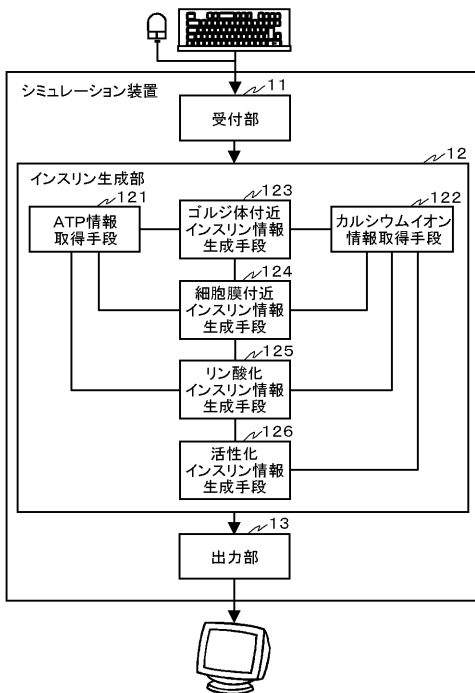 シミュレーション装置
11
受付部
12
インスリン生成部
121
ATP情報
取得手段
123
ゴルジ体付近
インスリン情報
生成手段
122
カルシウムイオン
情報取得手段
124
細胞膜付近
インスリン情報
生成手段
125
リン酸化
インスリン情報
生成手段
126
活性化
インスリン情報
生成手段
13
出力部